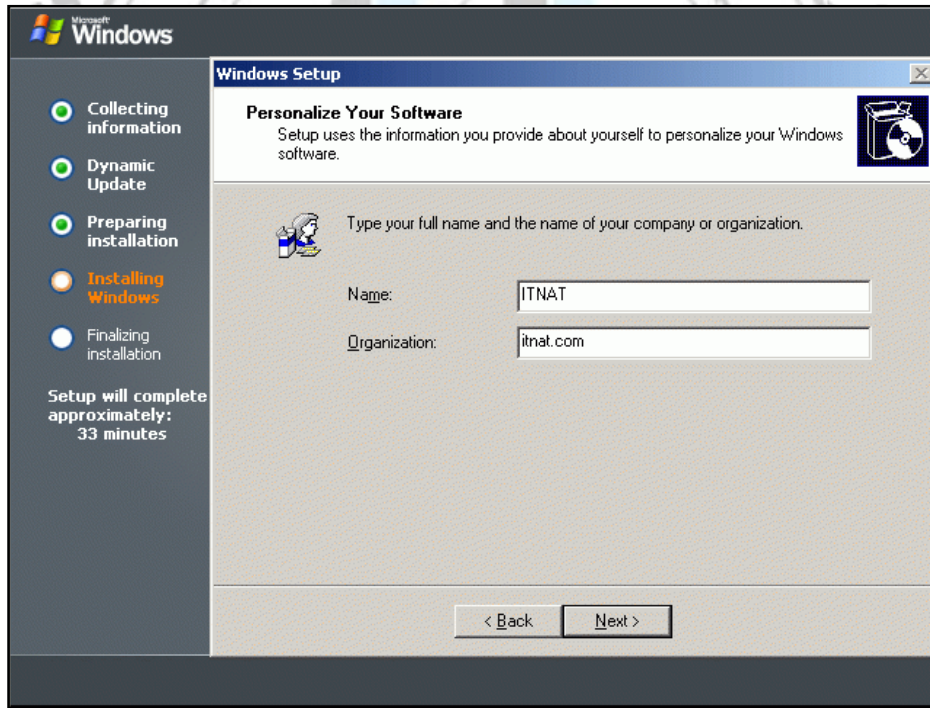 Microsoft
Windows
Windows Setup
Collecting
information
Dynamic
Update
Preparing
installation
Installing
Windows
Finalizing
installation
Setup will complete
approximately:
33 minutes
Personalize Your Software
Setup uses the information you provide about yourself to personalize your Windows
software.
Type your full name and the name of your company or organization.
Name:
ITNAT
Organization:
itnat.com
< Back
Next >